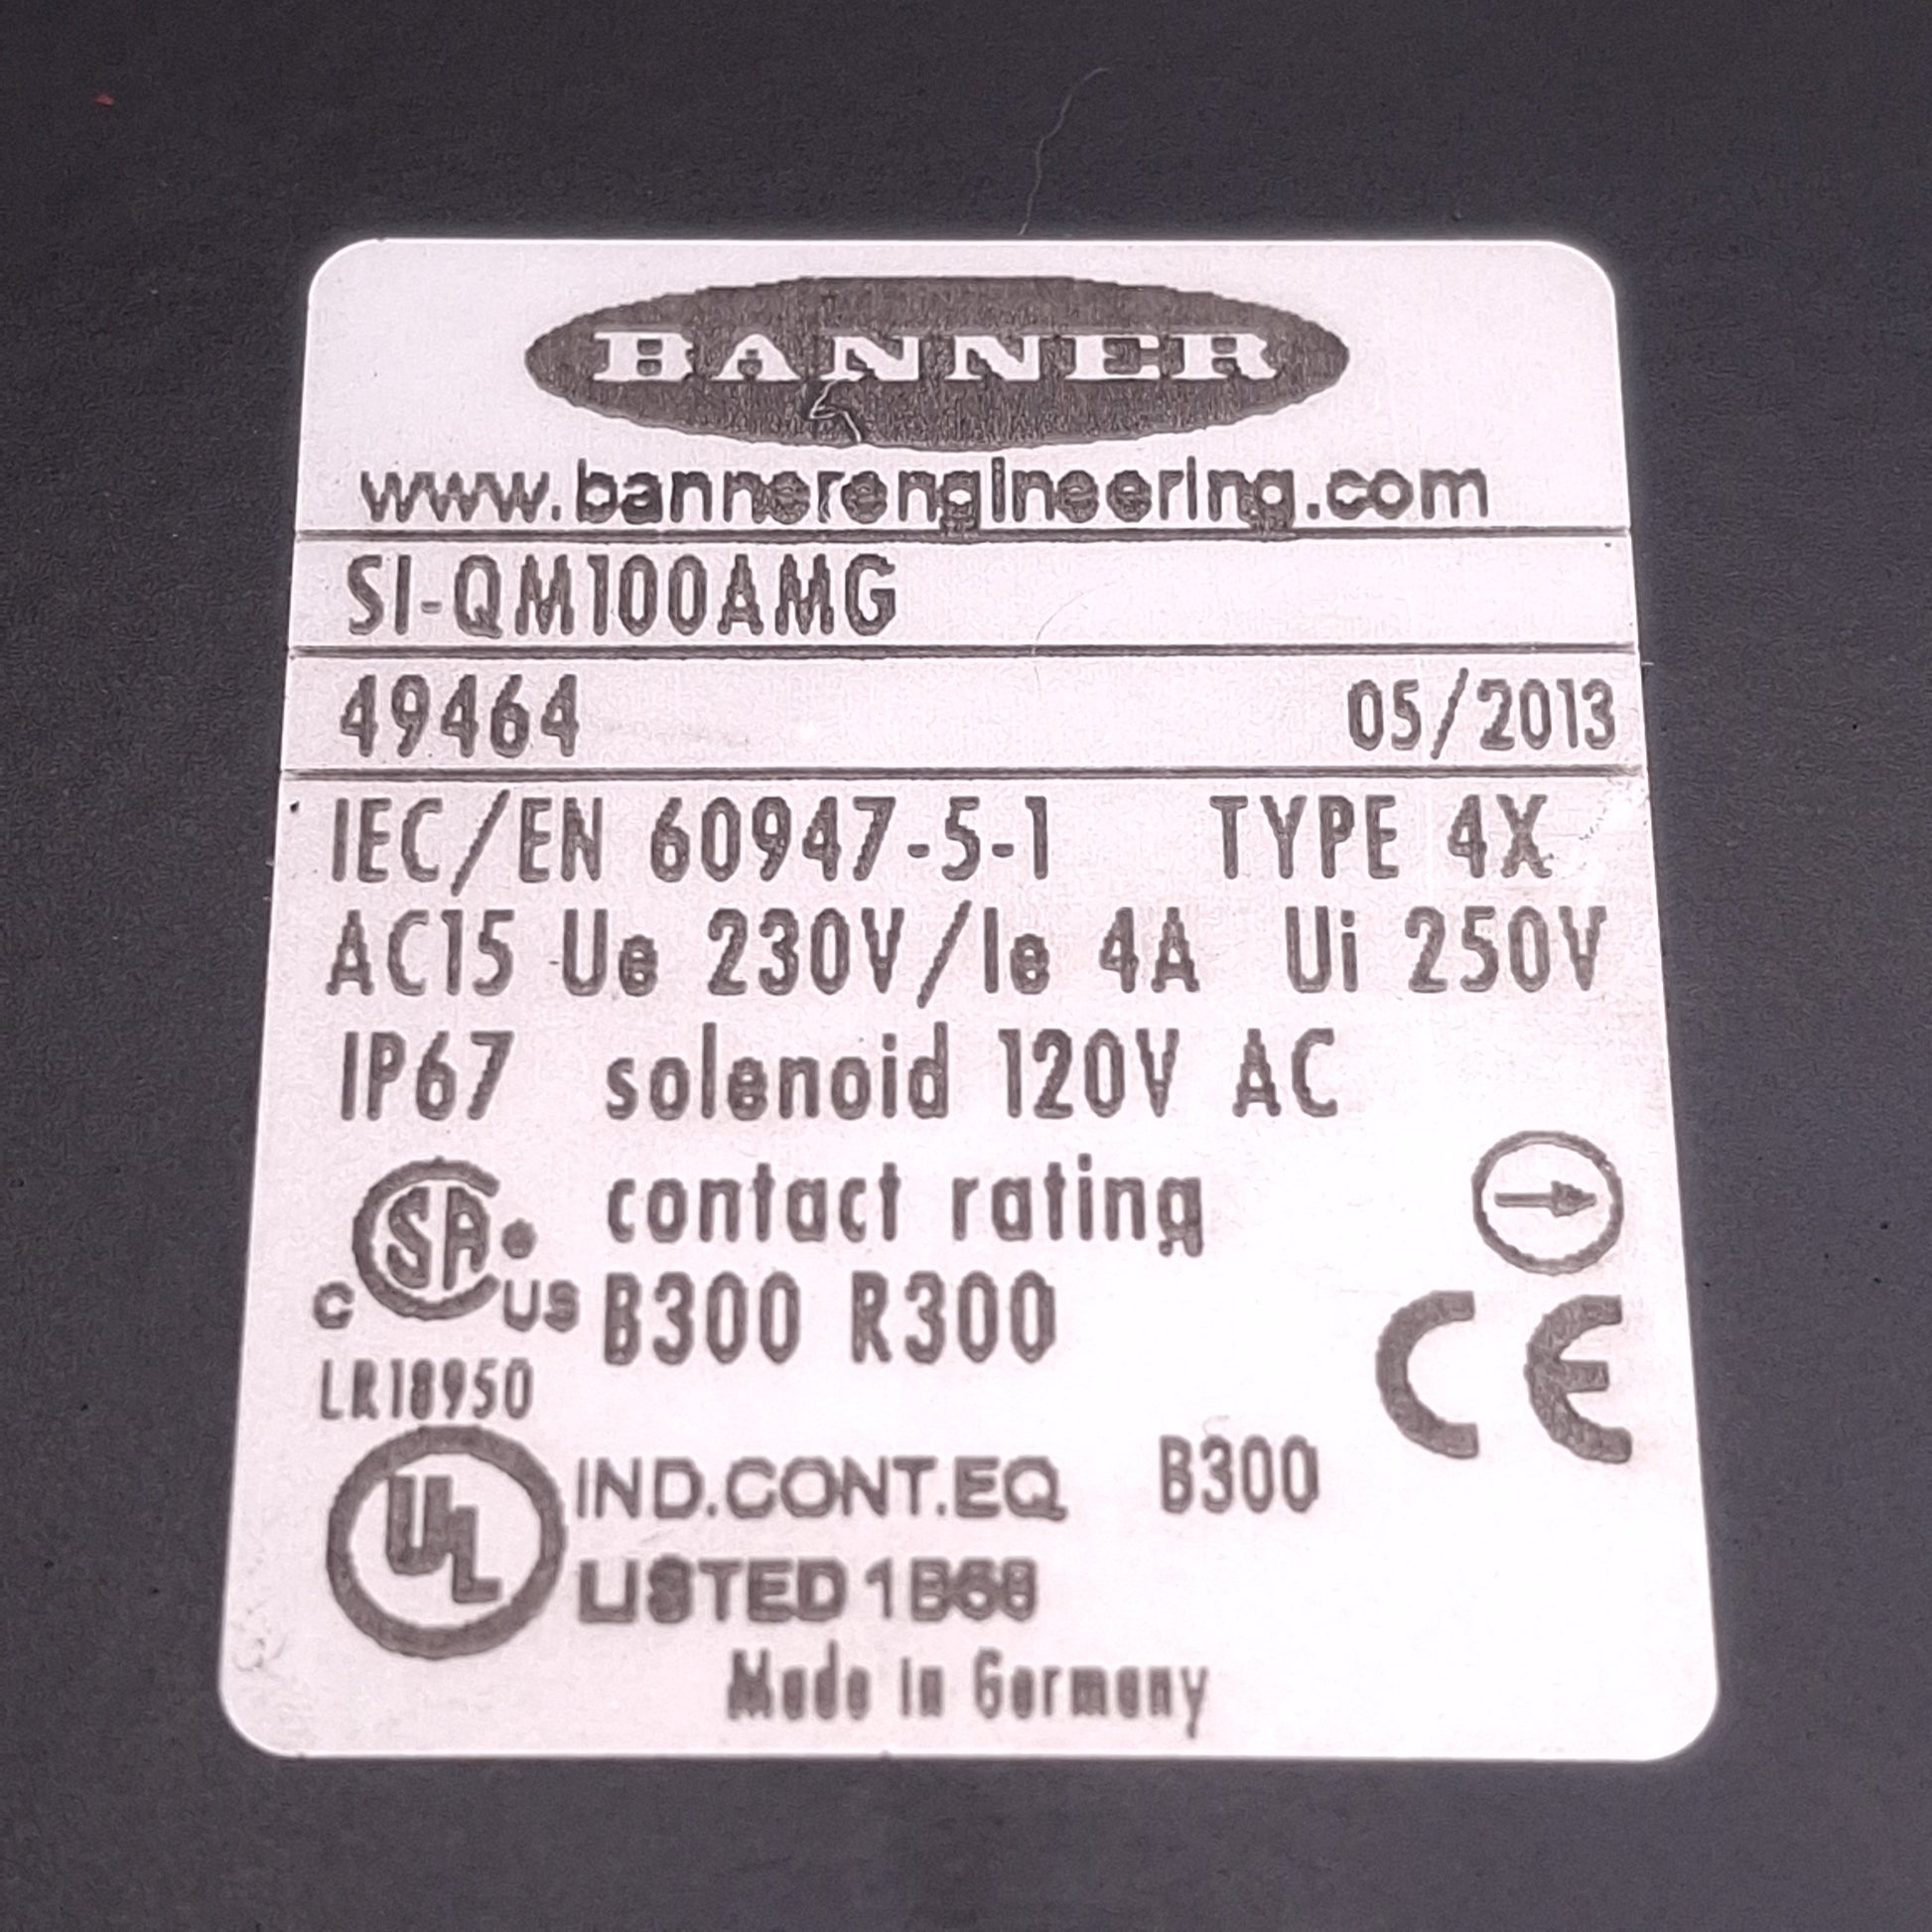 BANNER
www.bannerengineering.com
SI-QM100AMG
49464 05/2013
IEC/EN 60947-5-1 TYPE 4X
AC15 Ue 230V/Ie 4A Ui 250V
IP67 solenoid 120V AC
CSA® contact rating
C US B300 R300
LR18950
CE
UL IND.CONT.EQ B300
LISTED 1B68
Made in Germany